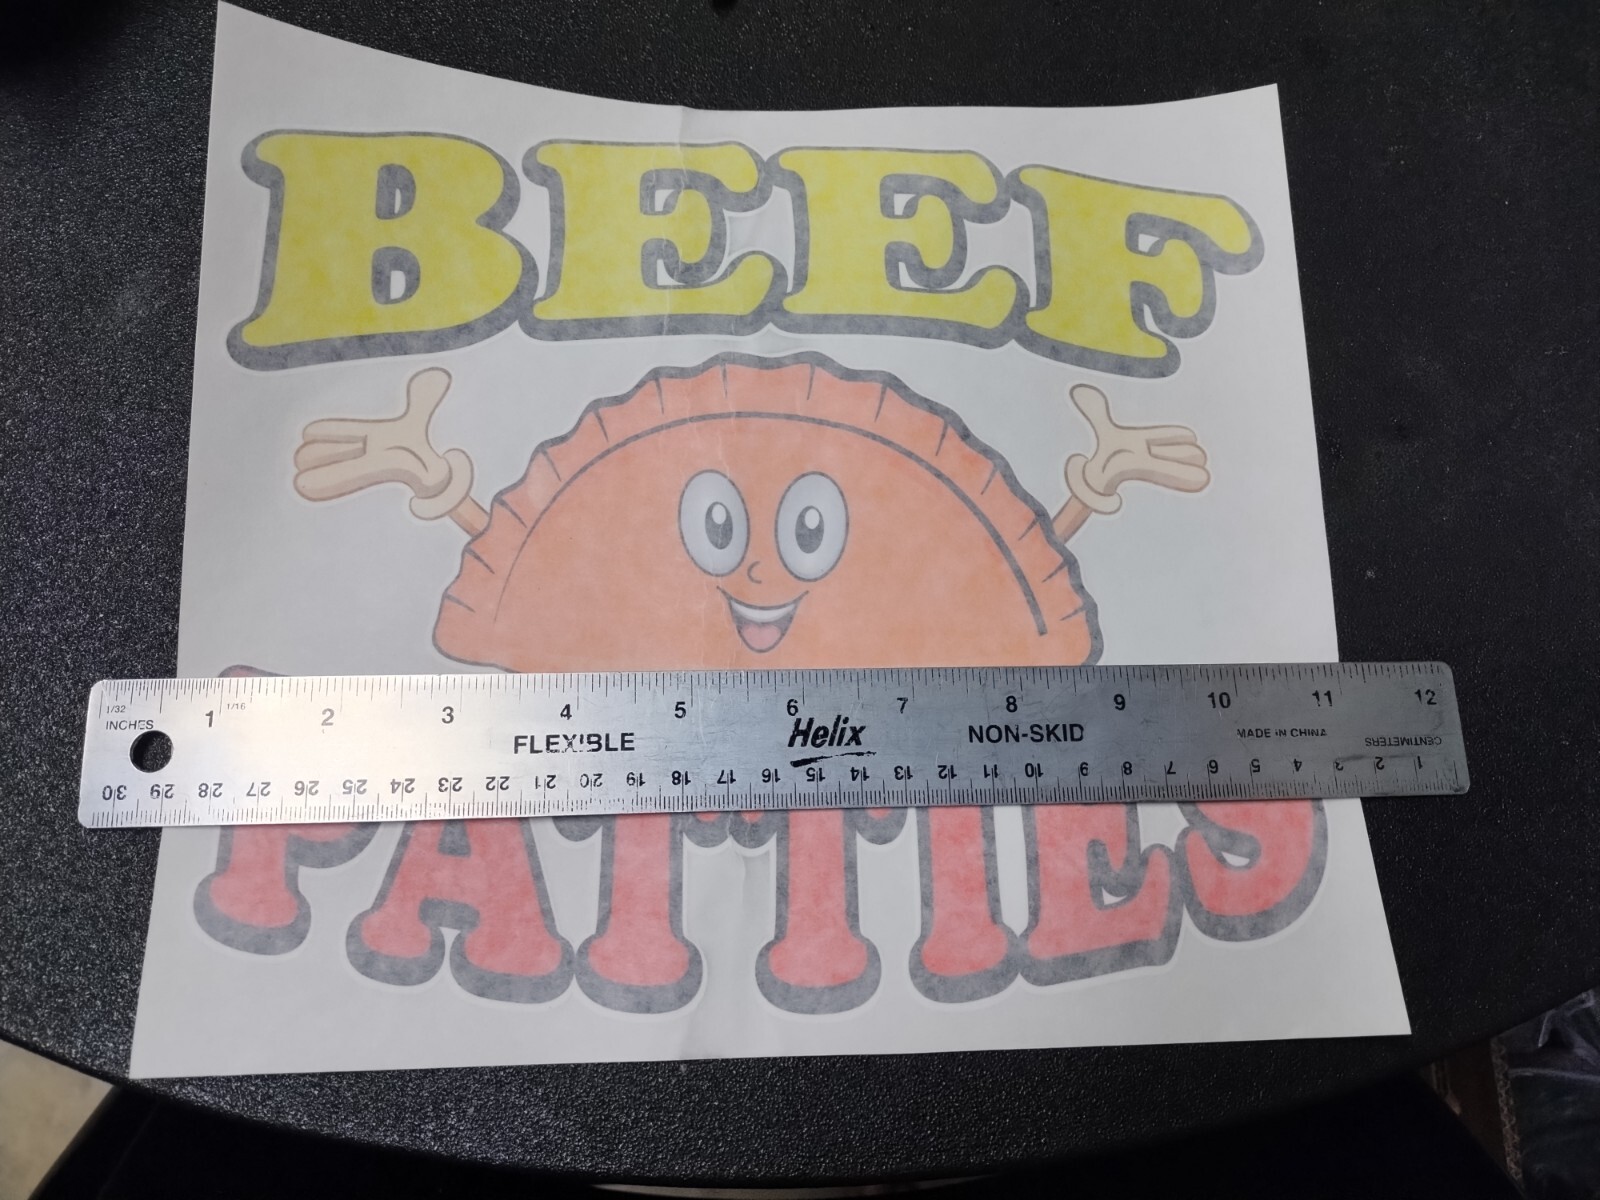 BEEF
1/32 1/16
INCHES 1 2 3 4 5 6 7 8 9 10 11 12
FLEXIBLE Helix NON-SKID MADE IN CHINA CENTIMETERS
30 29 28 27 26 25 24 23 22 21 20 19 18 17 16 15 14 13 12 11 10 9 8 7 6 5 4 3 2 1
PATTIES